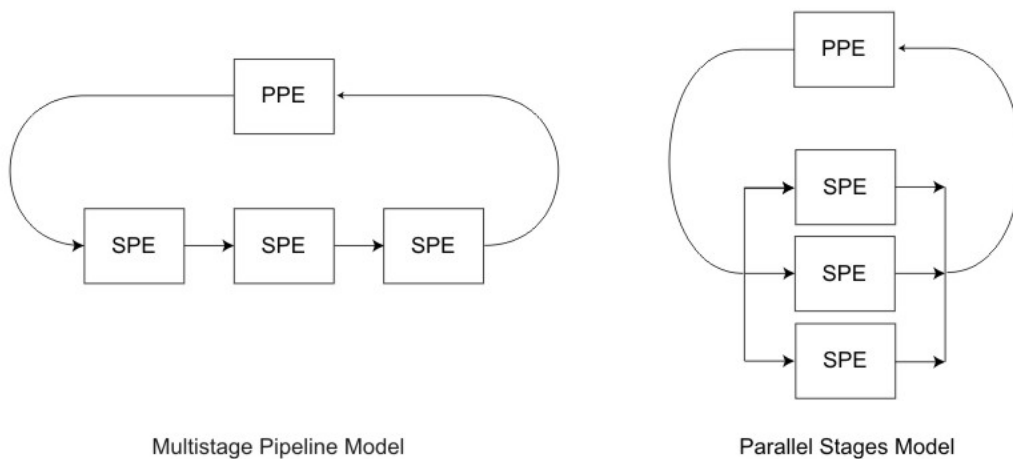 PPE
SPE
SPE
SPE
Multistage Pipeline Model
PPE
SPE
SPE
SPE
Parallel Stages Model